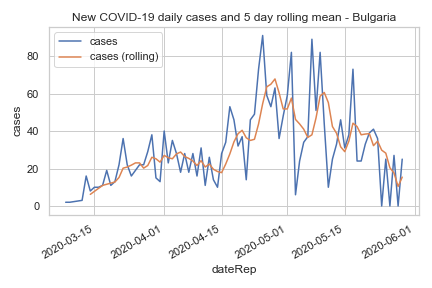 New COVID-19 daily cases and 5 day rolling mean - Bulgaria
cases
cases (rolling)
cases
80
60
40
20
0
2020-03-15
2020-04-01
2020-04-15
2020-05-01
2020-05-15
2020-06-01
dateRep